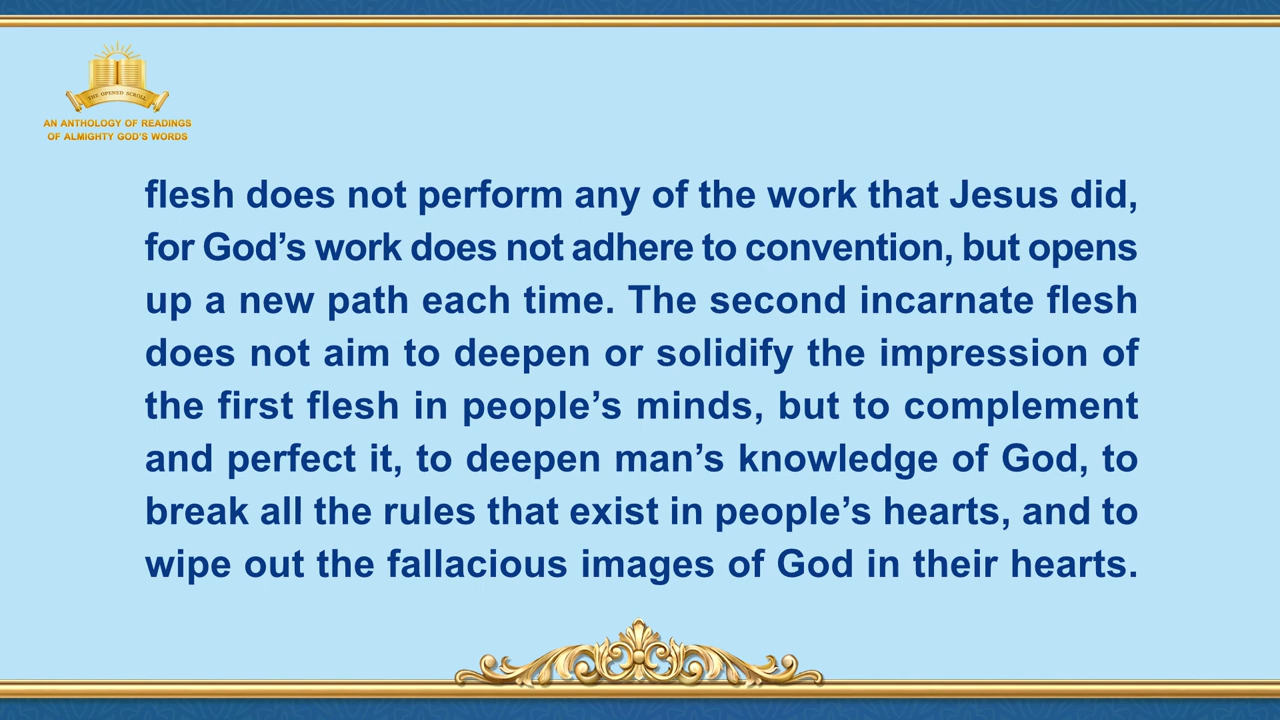 THE OPENED SCROLL
AN ANTHOLOGY OF READINGS
OF ALMIGHTY GOD'S WORDS
flesh does not perform any of the work that Jesus did,
for God’s work does not adhere to convention, but opens
up a new path each time. The second incarnate flesh
does not aim to deepen or solidify the impression of
the first flesh in people’s minds, but to complement
and perfect it, to deepen man’s knowledge of God, to
break all the rules that exist in people’s hearts, and to
wipe out the fallacious images of God in their hearts.